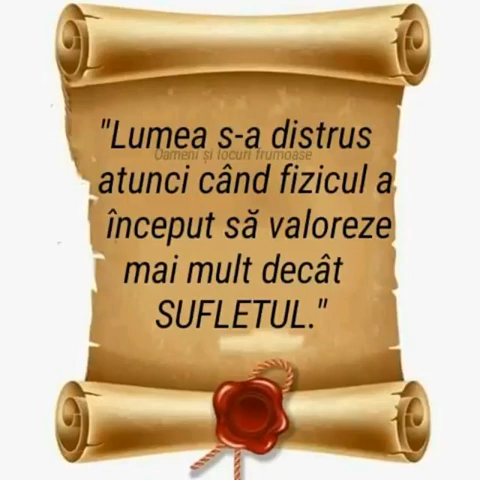 "Lumea s-a distrus
Oameni și locuri frumoase
atunci când fizicul a
început să valoreze
mai mult decât
SUFLETUL."